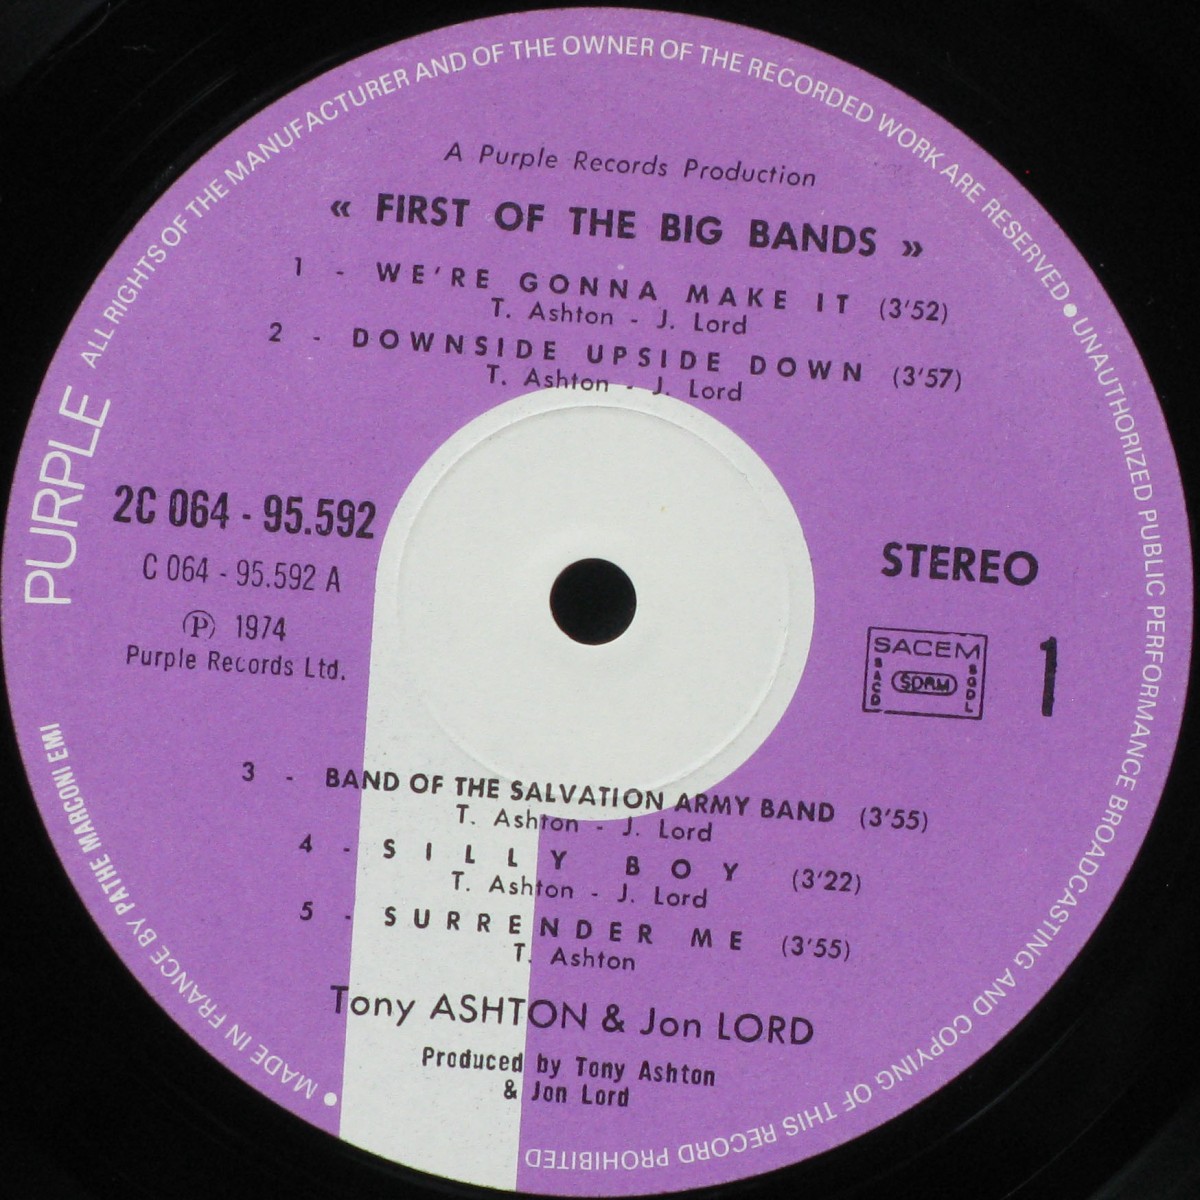 ALL RIGHTS OF THE MANUFACTURER AND OF THE OWNER OF THE RECORDED WORK ARE RESERVED • UNAUTHORIZED PUBLIC PERFORMANCE BROADCASTING AND COPYING OF THIS RECORD PROHIBITED
A Purple Records Production
« FIRST OF THE BIG BANDS »
1 - WE'RE GONNA MAKE IT (3'52)
T. Ashton - J. Lord
2 - DOWNSIDE UPSIDE DOWN (3'57)
T. Ashton - J. Lord
PURPLE
2C 064 - 95.592
C 064 - 95.592 A
Ⓟ 1974
Purple Records Ltd.
STEREO
SACEM
SACD
SDRM
SGDL
1
3 - BAND OF THE SALVATION ARMY BAND (3'55)
T. Ashton - J. Lord
4 - SILLY BOY (3'22)
T. Ashton - J. Lord
5 - SURRENDER ME (3'55)
T. Ashton
Tony ASHTON & Jon LORD
Produced by Tony Ashton
& Jon Lord
• MADE IN FRANCE BY PATHE MARCONI EMI